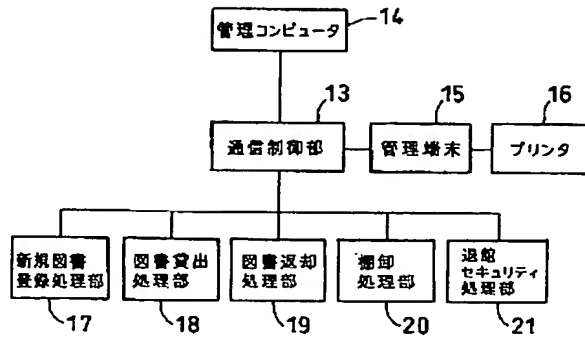 管理コンピュータ
14
13
15
16
通信制御部
管理端末
プリンタ
新規図書
登録処理部
図書貸出
処理部
図書返却
処理部
棚卸
処理部
退館
セキュリティ
処理部
17
18
19
20
21